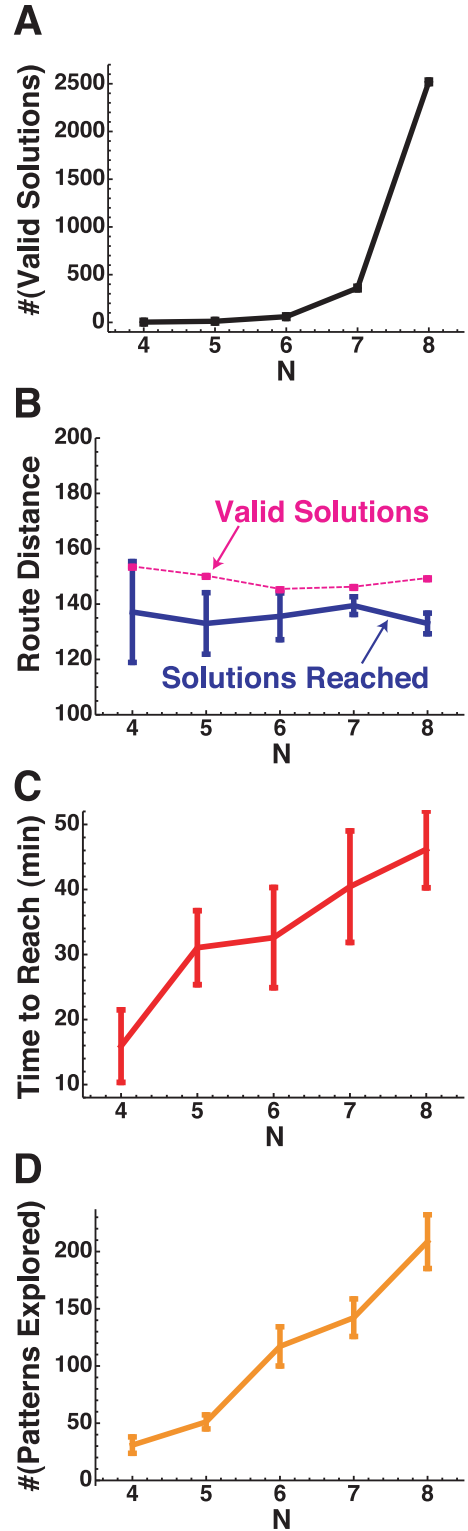 A
#(Valid Solutions)
2500
2000
1500
1000
500
0
4 5 6 7 8
N
B
Route Distance
200
180
160
140
120
100
Valid Solutions
Solutions Reached
4 5 6 7 8
N
C
Time to Reach (min)
50
40
30
20
10
4 5 6 7 8
N
D
#(Patterns Explored)
200
150
100
50
0
4 5 6 7 8
N